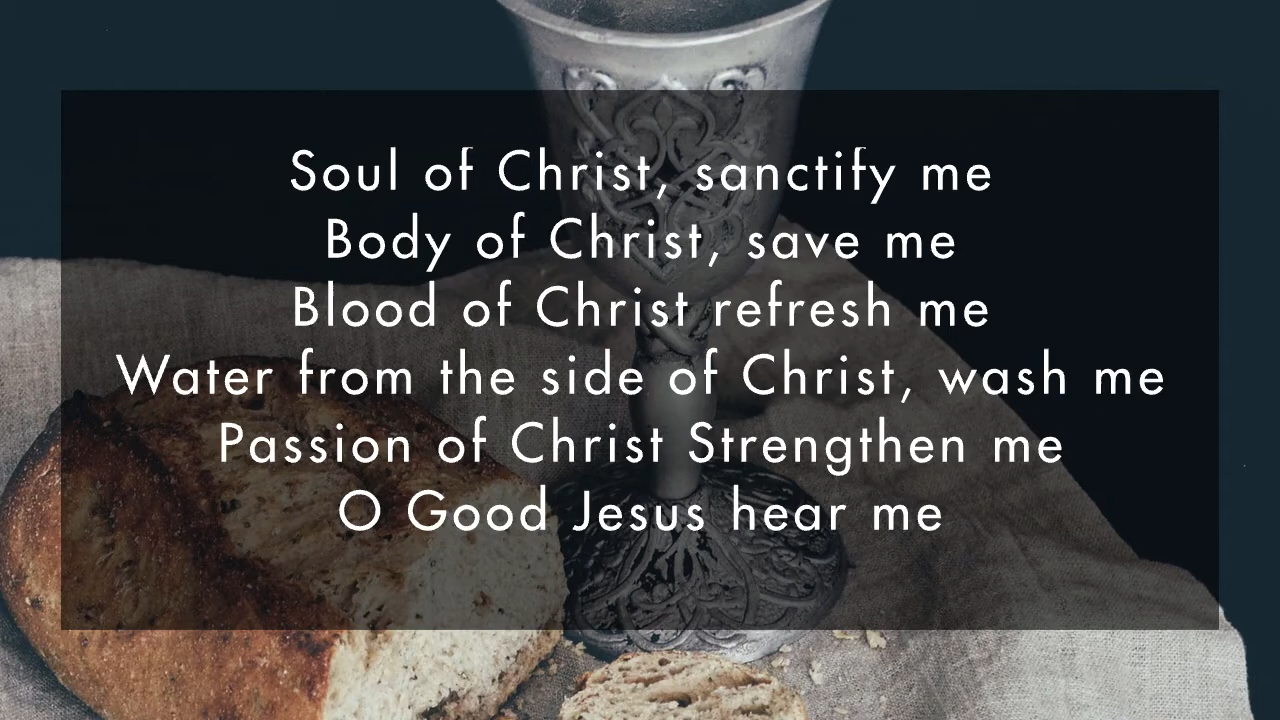 Soul of Christ, sanctify me
Body of Christ, save me
Blood of Christ refresh me
Water from the side of Christ, wash me
Passion of Christ Strengthen me
O Good Jesus hear me